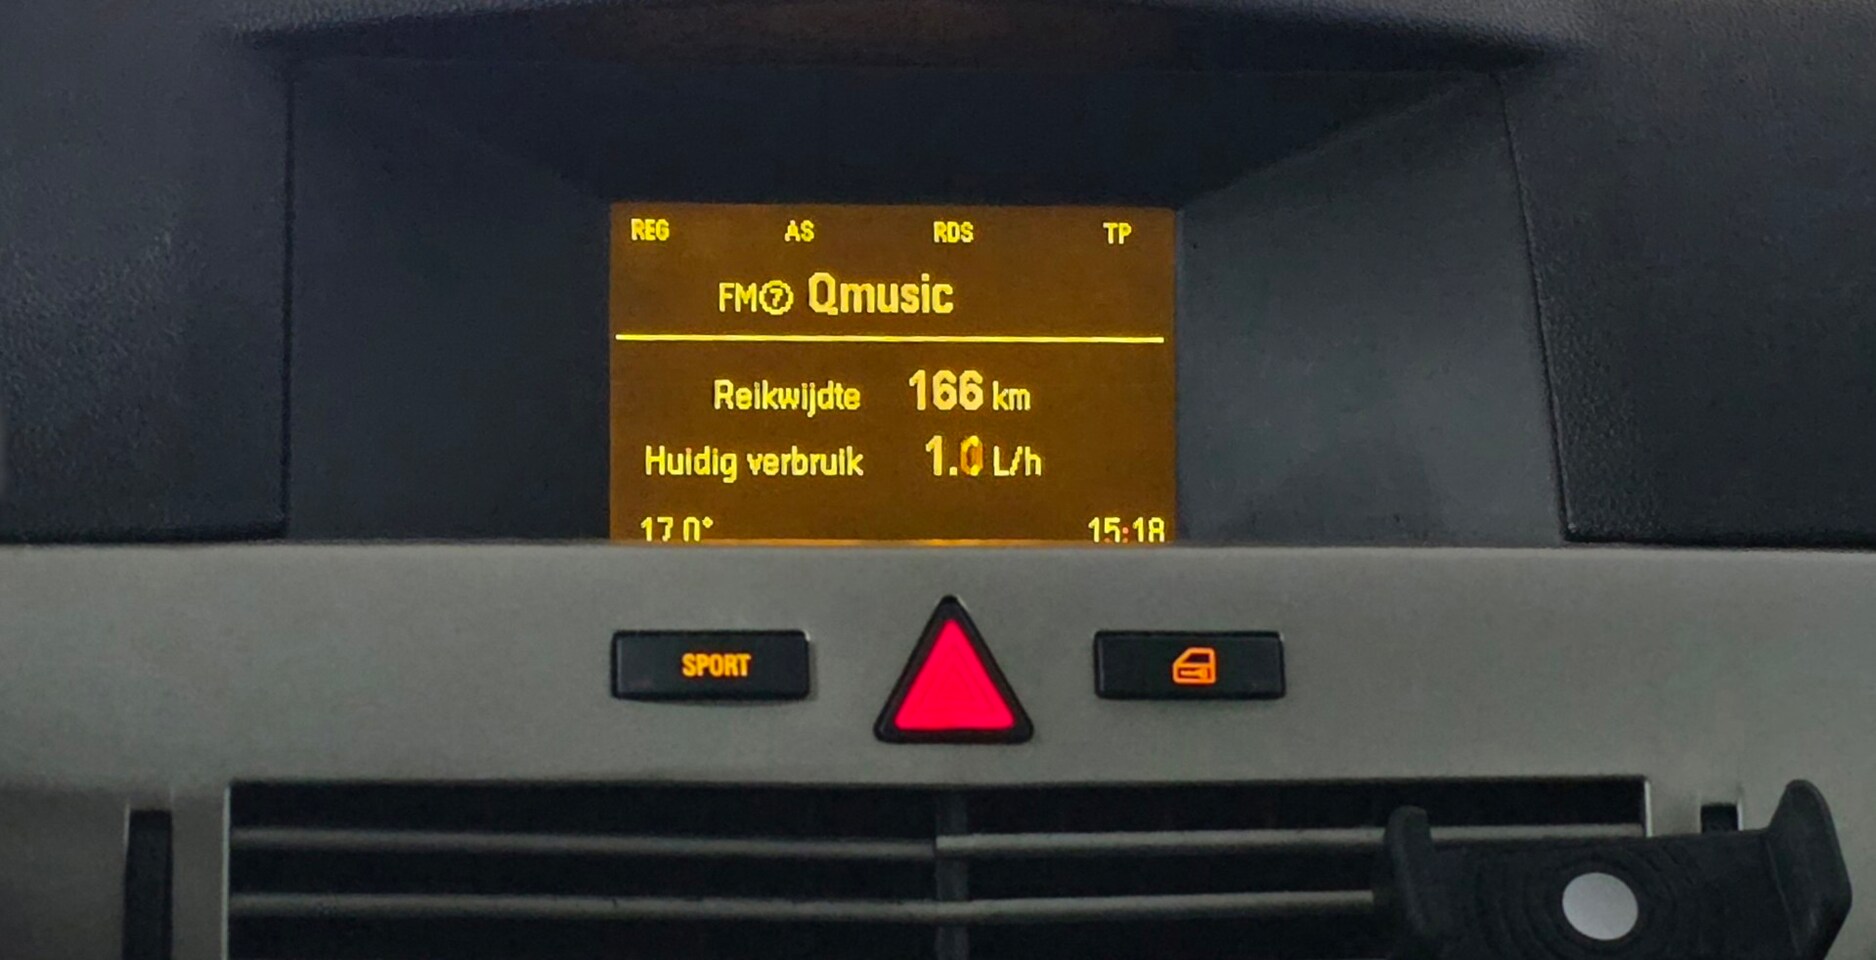 REG AS RDS TP
FM⑦ Qmusic
Reikwijdte 166 km
Huidig verbruik 1.0 L/h
17.0° 15:18
SPORT